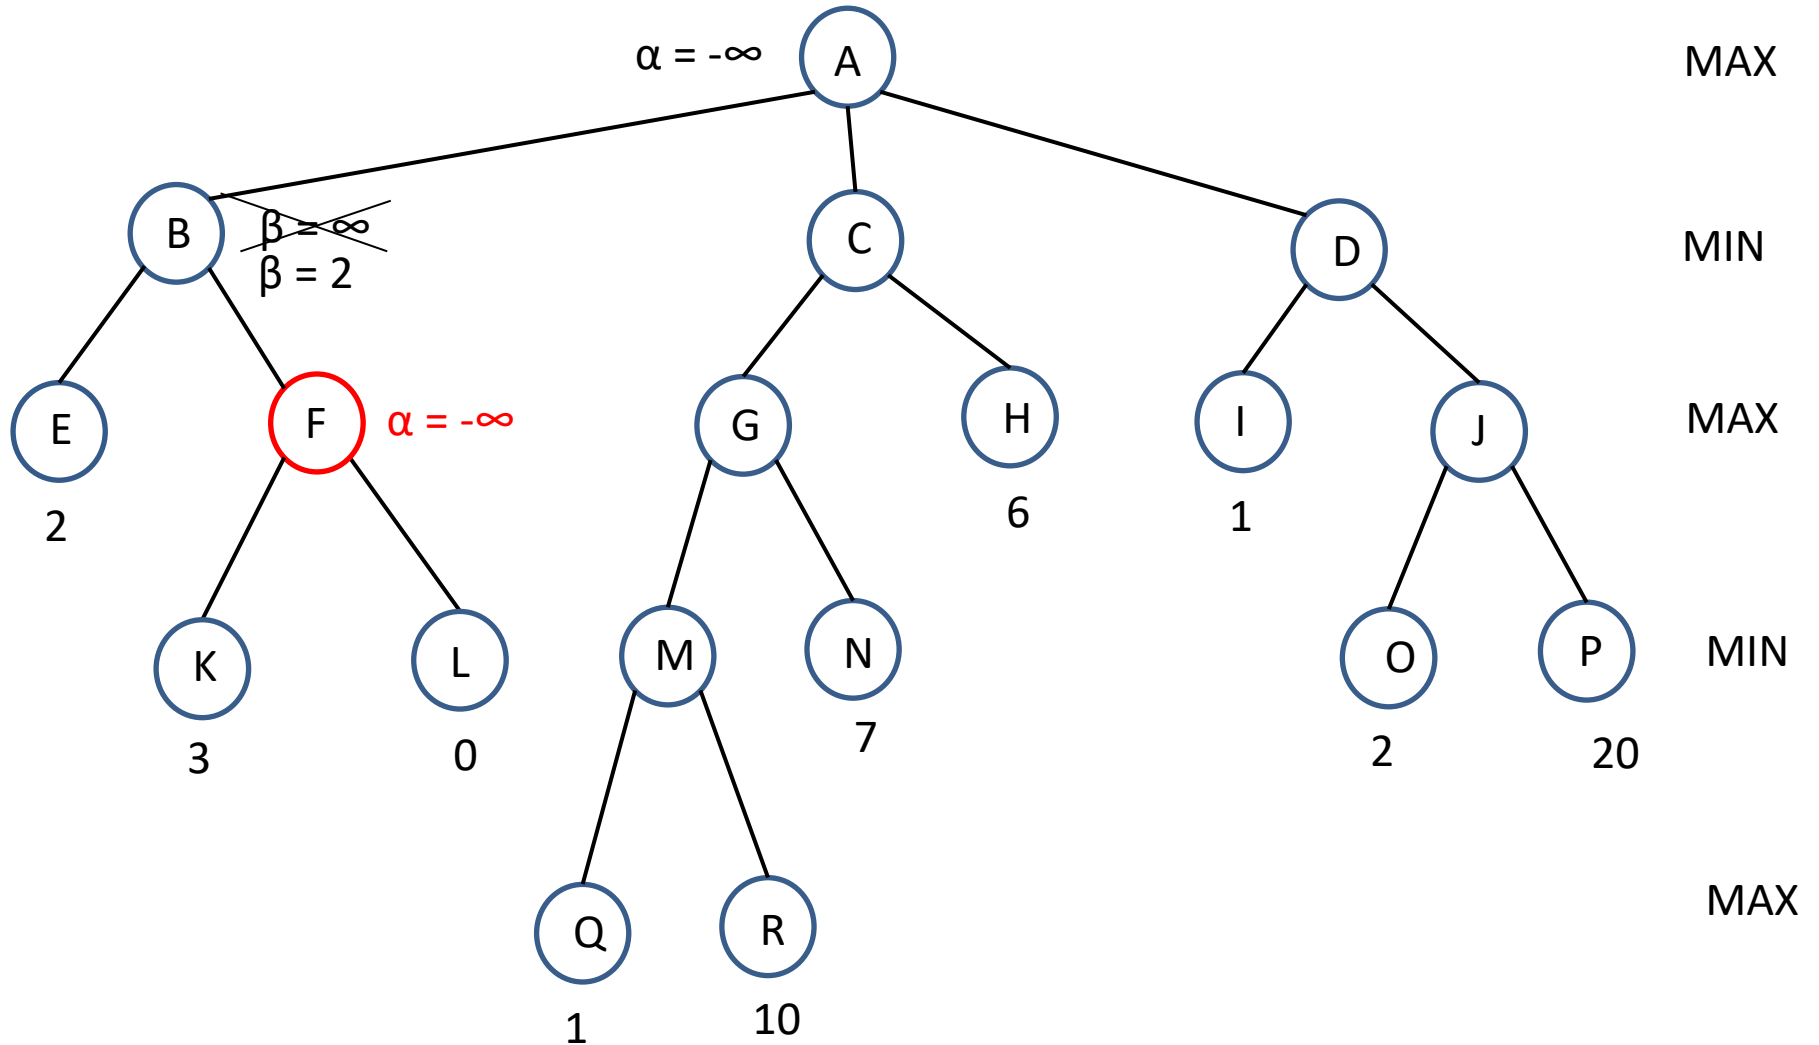 α = -∞
A
MAX
B
β = ∞
β = 2
C
D
MIN
E
F
α = -∞
G
H
I
J
MAX
2
6
1
K
L
M
N
O
P
MIN
3
0
7
2
20
Q
R
MAX
1
10